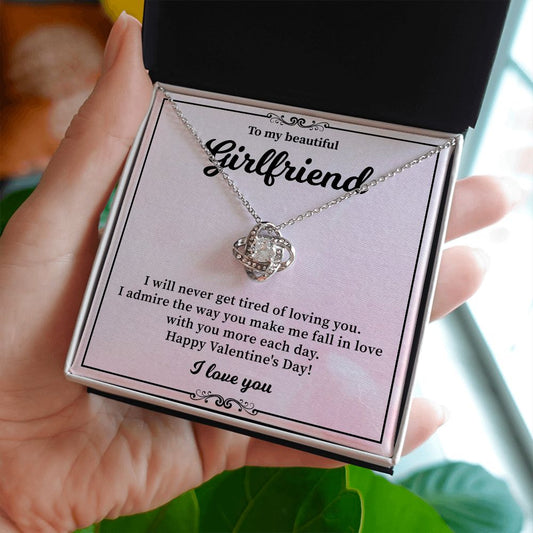 To my beautiful
Girlfriend
I will never get tired of loving you.
I admire the way you make me fall in love
with you more each day.
Happy Valentine's Day!
I love you